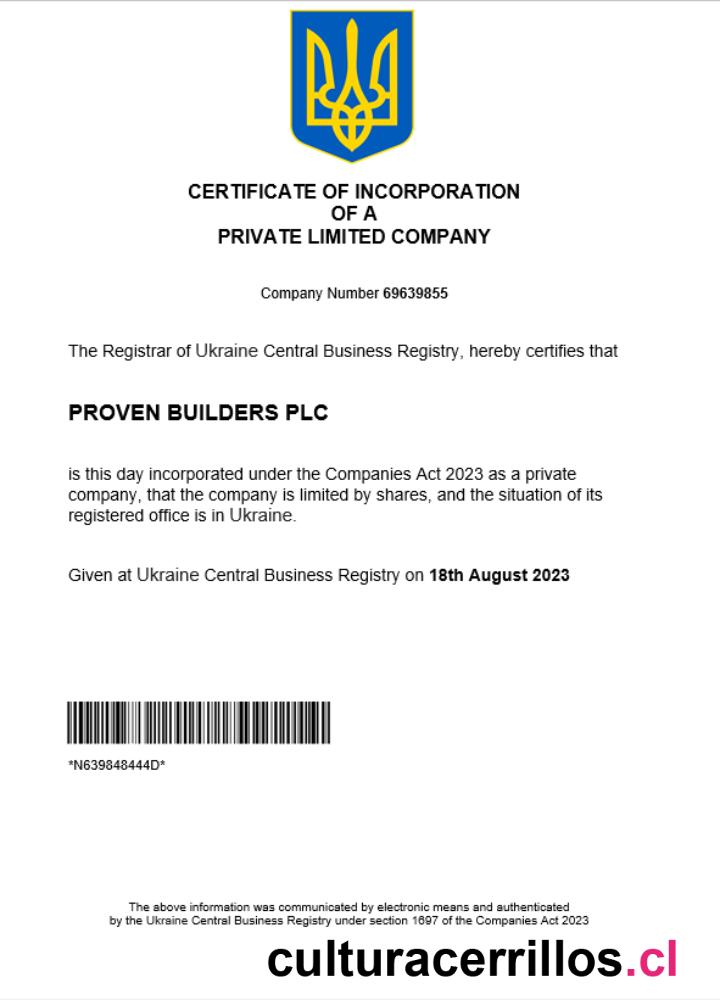 CERTIFICATE OF INCORPORATION
OF A
PRIVATE LIMITED COMPANY
Company Number 69639855
The Registrar of Ukraine Central Business Registry, hereby certifies that
PROVEN BUILDERS PLC
is this day incorporated under the Companies Act 2023 as a private
company, that the company is limited by shares, and the situation of its
registered office is in Ukraine.
Given at Ukraine Central Business Registry on 18th August 2023
*N639848444D*
The above information was communicated by electronic means and authenticated
by the Ukraine Central Business Registry under section 1697 of the Companies Act 2023
culturacerrillos.cl